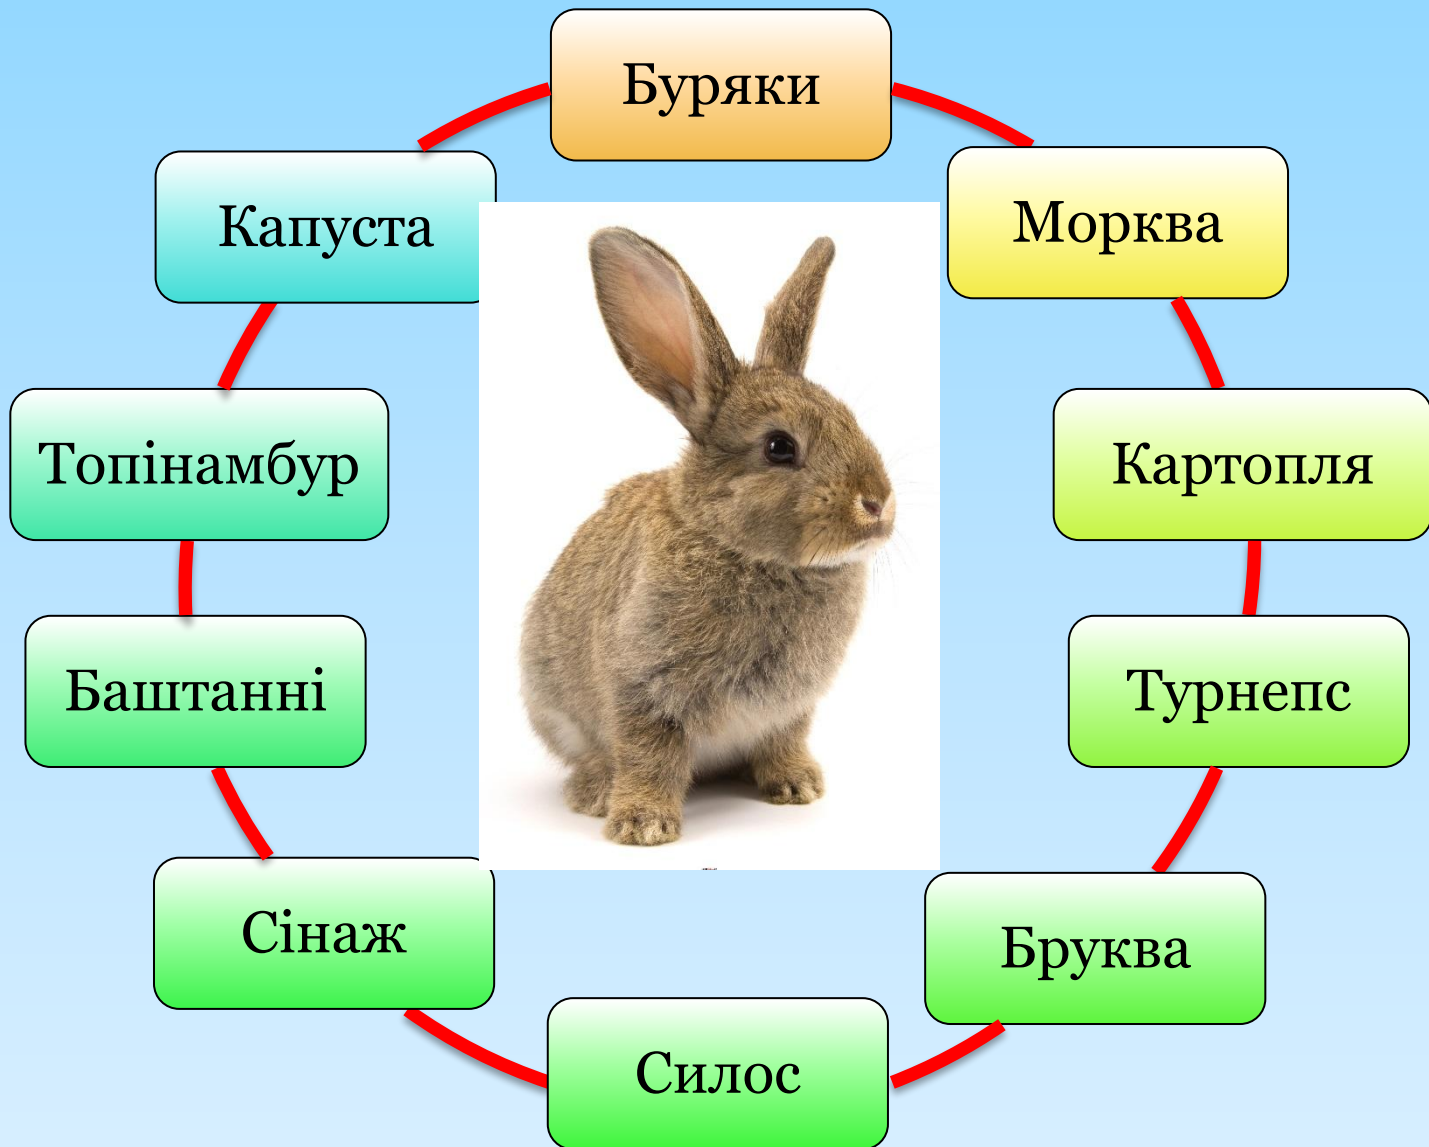 Буряки
Морква
Картопля
Турнепс
Бруква
Силос
Сінаж
Баштанні
Топінамбур
Капуста